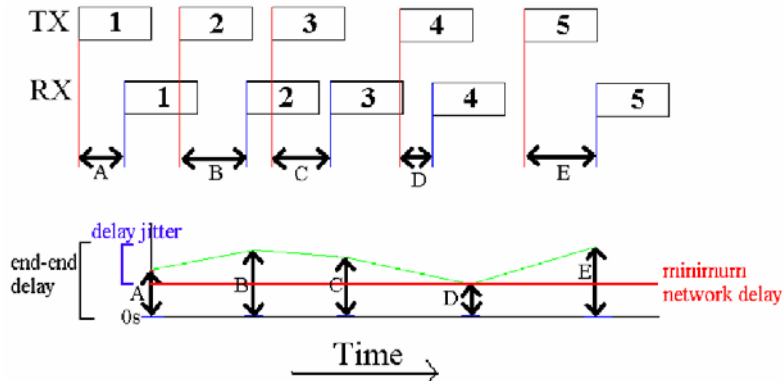 TX 1 2 3 4 5
RX 1 2 3 4 5
A B C D E
delay jitter
end-end
delay
A B C D E
minimum
network delay
0s
Time